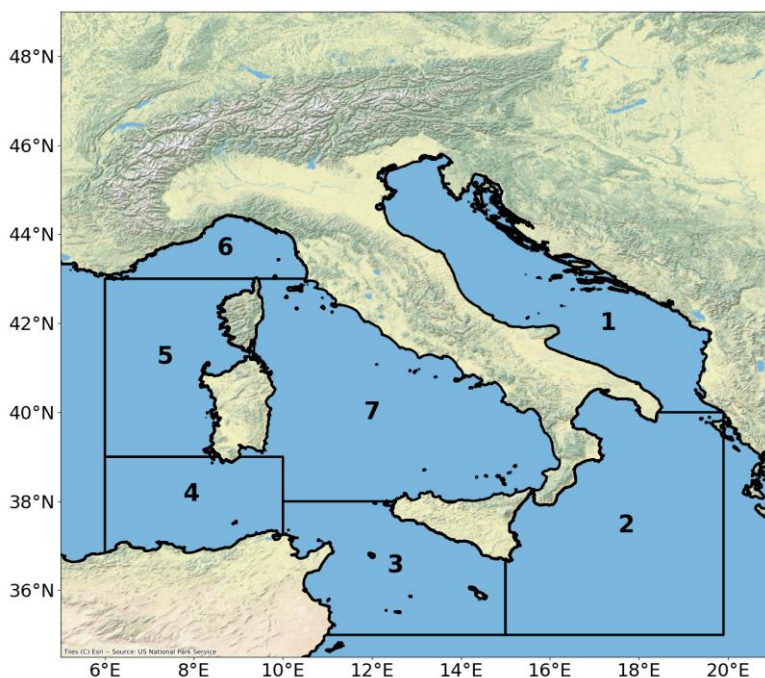 48°N
46°N
44°N
6
42°N
1
5
40°N
7
38°N
4
2
3
36°N
Tiles (C) Esri -- Source: US National Park Service
6°E 8°E 10°E 12°E 14°E 16°E 18°E 20°E